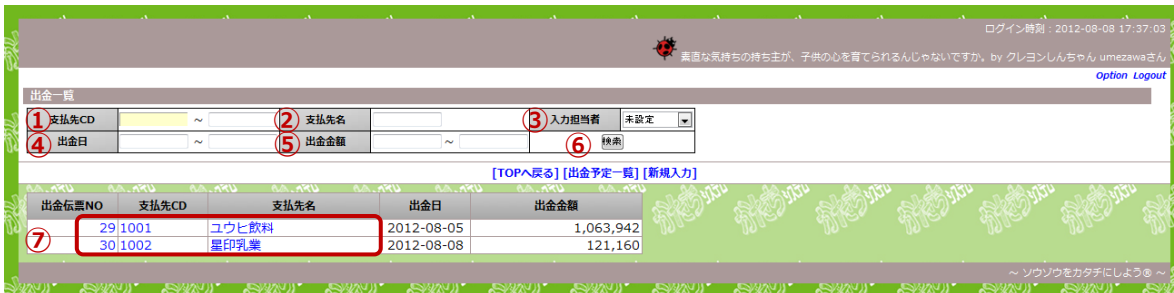 ログイン時刻：2012-08-08 17:37:03
素直な気持ちの持ち主が、子供の心を育てられるんじゃないですか。by クレヨンしんちゃん umezawaさん
Option Logout
出金一覧
① 支払先CD ～ ② 支払先名 ③ 入力担当者 未設定
④ 出金日 ～ ⑤ 出金金額 ～ ⑥ 検索
[TOPへ戻る] [出金予定一覧] [新規入力]
出金伝票NO 支払先CD 支払先名 出金日 出金金額
⑦
29 1001 ユウヒ飲料 2012-08-05 1,063,942
30 1002 星印乳業 2012-08-08 121,160
～ ソウゾウをカタチにしよう® ～